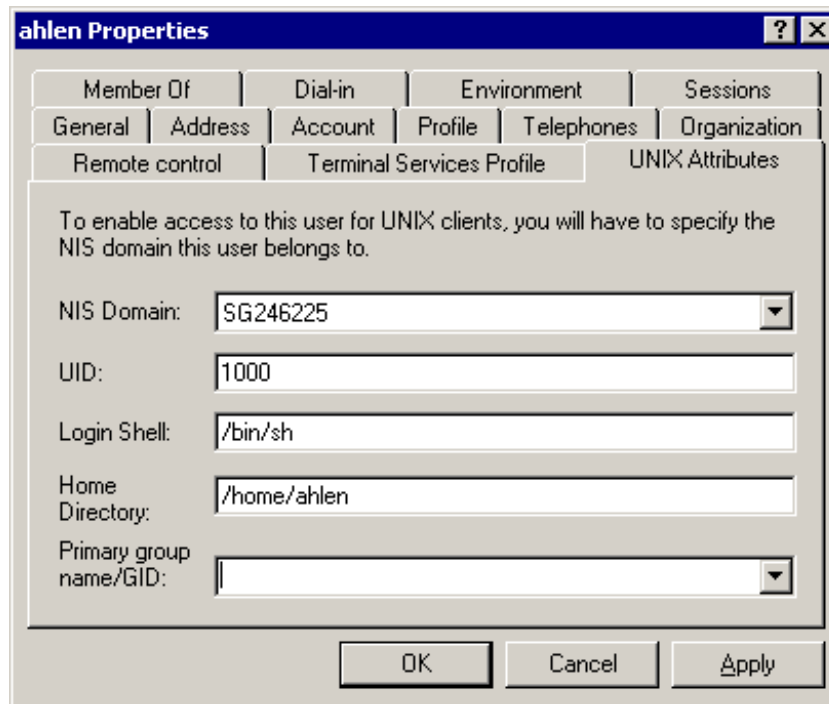 ahlen Properties
Member Of Dial-in Environment Sessions
General Address Account Profile Telephones Organization
Remote control Terminal Services Profile UNIX Attributes
To enable access to this user for UNIX clients, you will have to specify the
NIS domain this user belongs to.
NIS Domain: SG246225
UID: 1000
Login Shell: /bin/sh
Home
Directory: /home/ahlen
Primary group
name/GID:
OK Cancel Apply